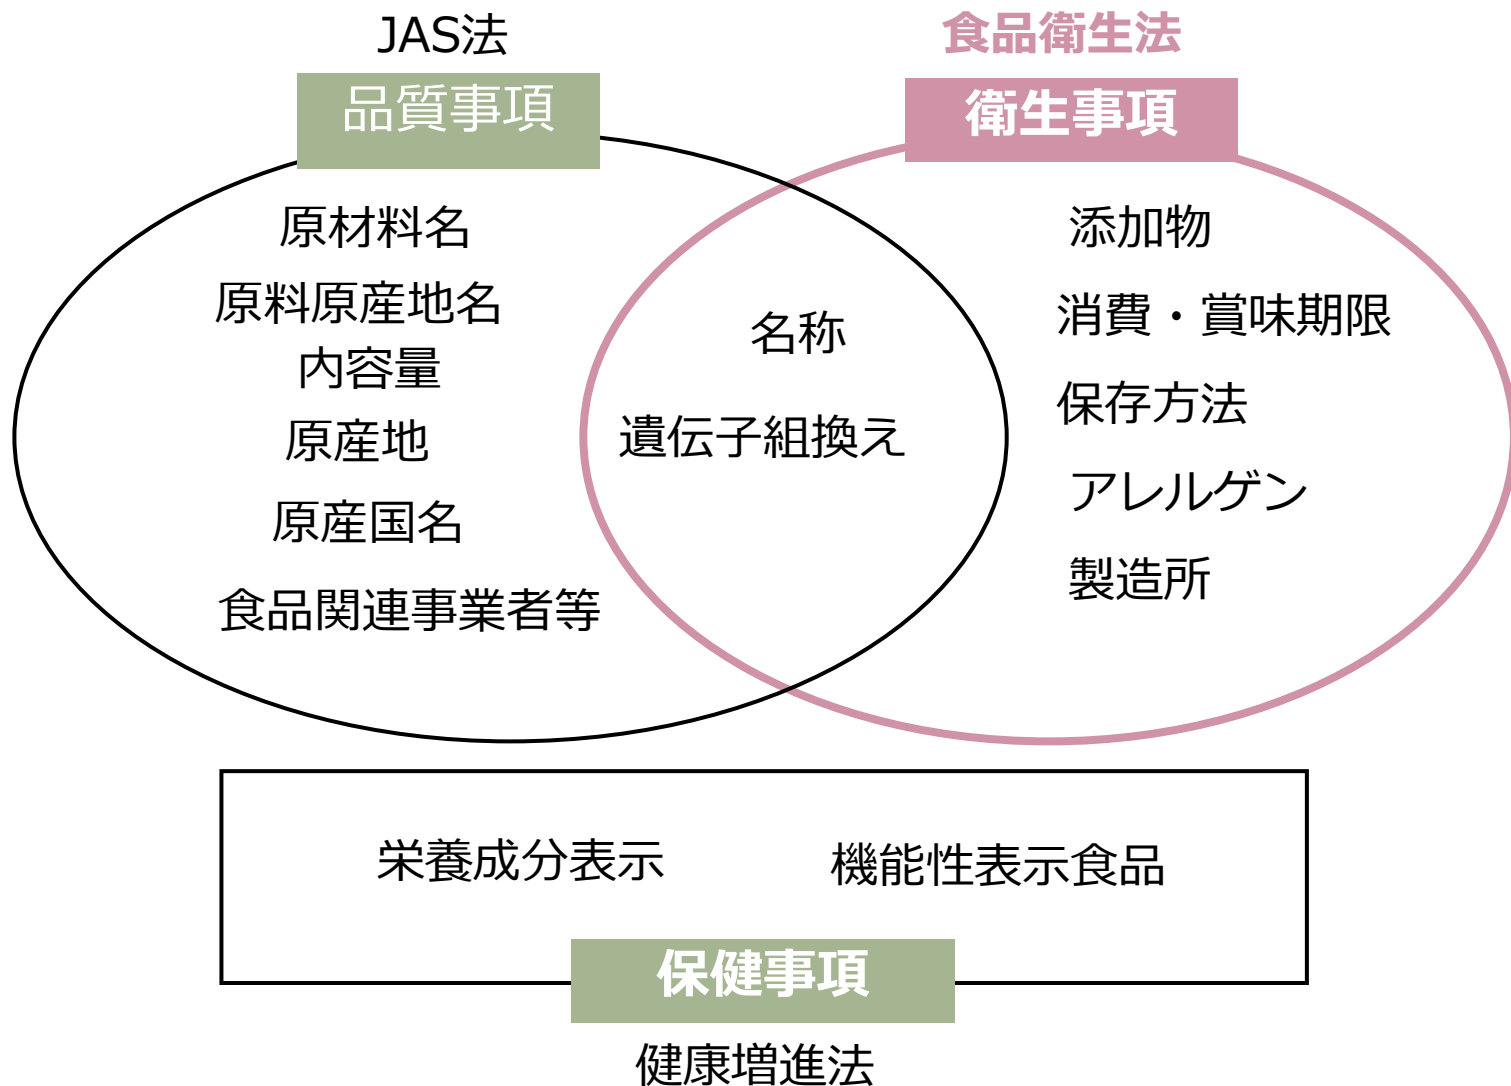 JAS法
品質事項
原材料名
原料原産地名
内容量
原産地
原産国名
食品関連事業者等
名称
遺伝子組換え
食品衛生法
衛生事項
添加物
消費・賞味期限
保存方法
アレルゲン
製造所
栄養成分表示
機能性表示食品
保健事項
健康増進法